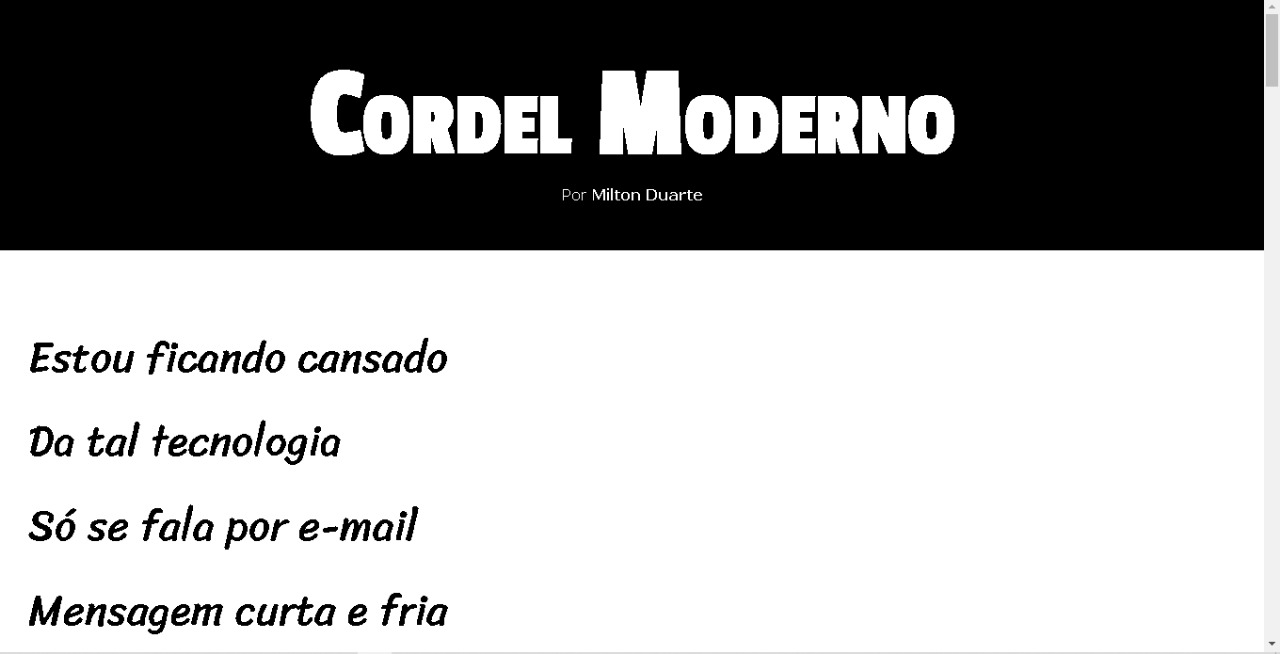 Cordel Moderno
Por Milton Duarte
Estou ficando cansado
Da tal tecnologia
Só se fala por e-mail
Mensagem curta e fria